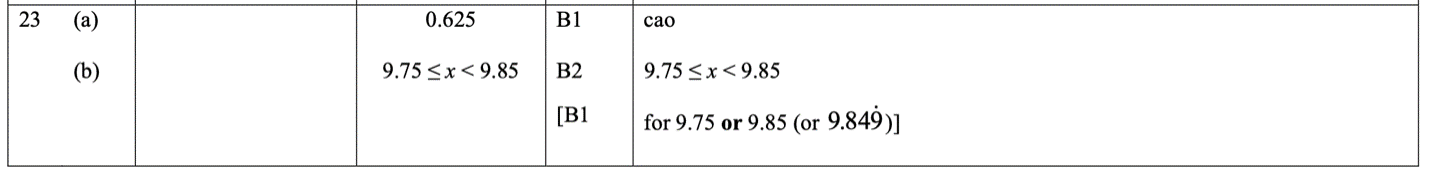 23 (a) 0.625 B1 cao
(b) 9.75 ≤ x < 9.85 B2 9.75 ≤ x < 9.85
[B1 for 9.75 or 9.85 (or 9.849̇)]